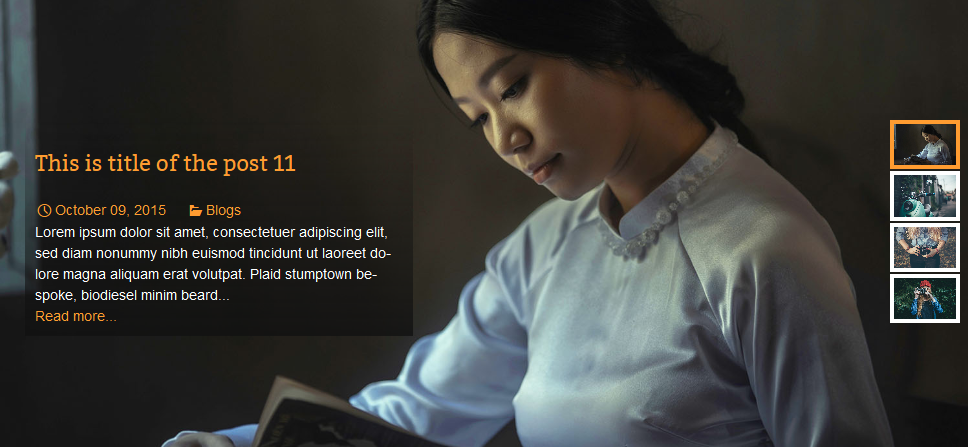 This is title of the post 11
October 09, 2015 Blogs
Lorem ipsum dolor sit amet, consectetuer adipiscing elit,
sed diam nonummy nibh euismod tincidunt ut laoreet do-
lore magna aliquam erat volutpat. Plaid stumptown be-
spoke, biodiesel minim beard...
Read more...